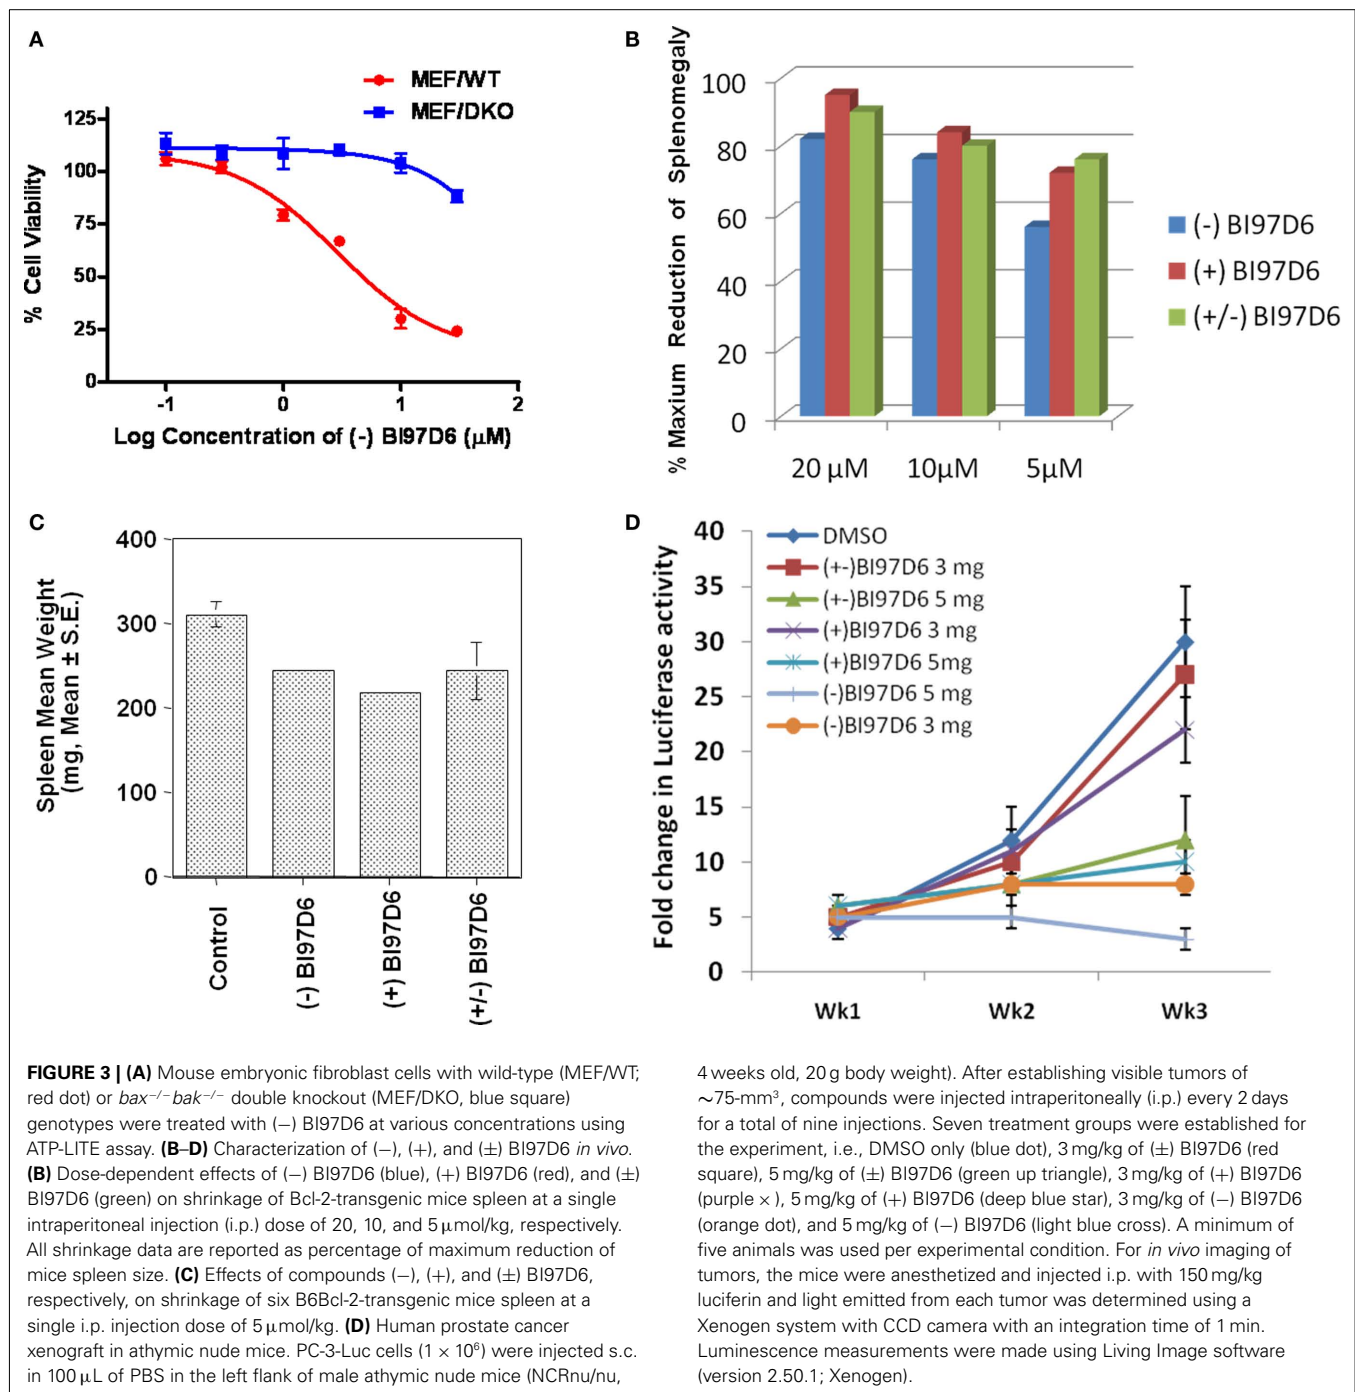 A
MEF/WT
MEF/DKO
125
100
75
50
25
0
% Cell Viability
-1 0 1 2
Log Concentration of (-) BI97D6 (µM)
B
% Maxium Reduction of Splenomegaly
100
80
60
40
20
0
20 µM 10µM 5µM
(-) BI97D6
(+) BI97D6
(+/-) BI97D6
C
Spleen Mean Weight
(mg, Mean ± S.E.)
400
300
200
100
0
Control
(-) BI97D6
(+) BI97D6
(+/-) BI97D6
D
Fold change in Luciferase activity
40
35
30
25
20
15
10
5
0
DMSO
(+-)BI97D6 3 mg
(+-)BI97D6 5 mg
(+)BI97D6 3 mg
(+)BI97D6 5mg
(-)BI97D6 5 mg
(-)BI97D6 3 mg
Wk1 Wk2 Wk3
FIGURE 3 | (A) Mouse embryonic fibroblast cells with wild-type (MEF/WT;
red dot) or bax−/−bak−/− double knockout (MEF/DKO, blue square)
genotypes were treated with (−) BI97D6 at various concentrations using
ATP-LITE assay. (B–D) Characterization of (−), (+), and (±) BI97D6 in vivo.
(B) Dose-dependent effects of (−) BI97D6 (blue), (+) BI97D6 (red), and (±)
BI97D6 (green) on shrinkage of Bcl-2-transgenic mice spleen at a single
intraperitoneal injection (i.p.) dose of 20, 10, and 5 µmol/kg, respectively.
All shrinkage data are reported as percentage of maximum reduction of
mice spleen size. (C) Effects of compounds (−), (+), and (±) BI97D6,
respectively, on shrinkage of six B6Bcl-2-transgenic mice spleen at a
single i.p. injection dose of 5 µmol/kg. (D) Human prostate cancer
xenograft in athymic nude mice. PC-3-Luc cells (1 × 10⁶) were injected s.c.
in 100 µL of PBS in the left flank of male athymic nude mice (NCRnu/nu,
4 weeks old, 20 g body weight). After establishing visible tumors of
∼75-mm³, compounds were injected intraperitoneally (i.p.) every 2 days
for a total of nine injections. Seven treatment groups were established for
the experiment, i.e., DMSO only (blue dot), 3 mg/kg of (±) BI97D6 (red
square), 5 mg/kg of (±) BI97D6 (green up triangle), 3 mg/kg of (+) BI97D6
(purple ×), 5 mg/kg of (+) BI97D6 (deep blue star), 3 mg/kg of (−) BI97D6
(orange dot), and 5 mg/kg of (−) BI97D6 (light blue cross). A minimum of
five animals was used per experimental condition. For in vivo imaging of
tumors, the mice were anesthetized and injected i.p. with 150 mg/kg
luciferin and light emitted from each tumor was determined using a
Xenogen system with CCD camera with an integration time of 1 min.
Luminescence measurements were made using Living Image software
(version 2.50.1; Xenogen).